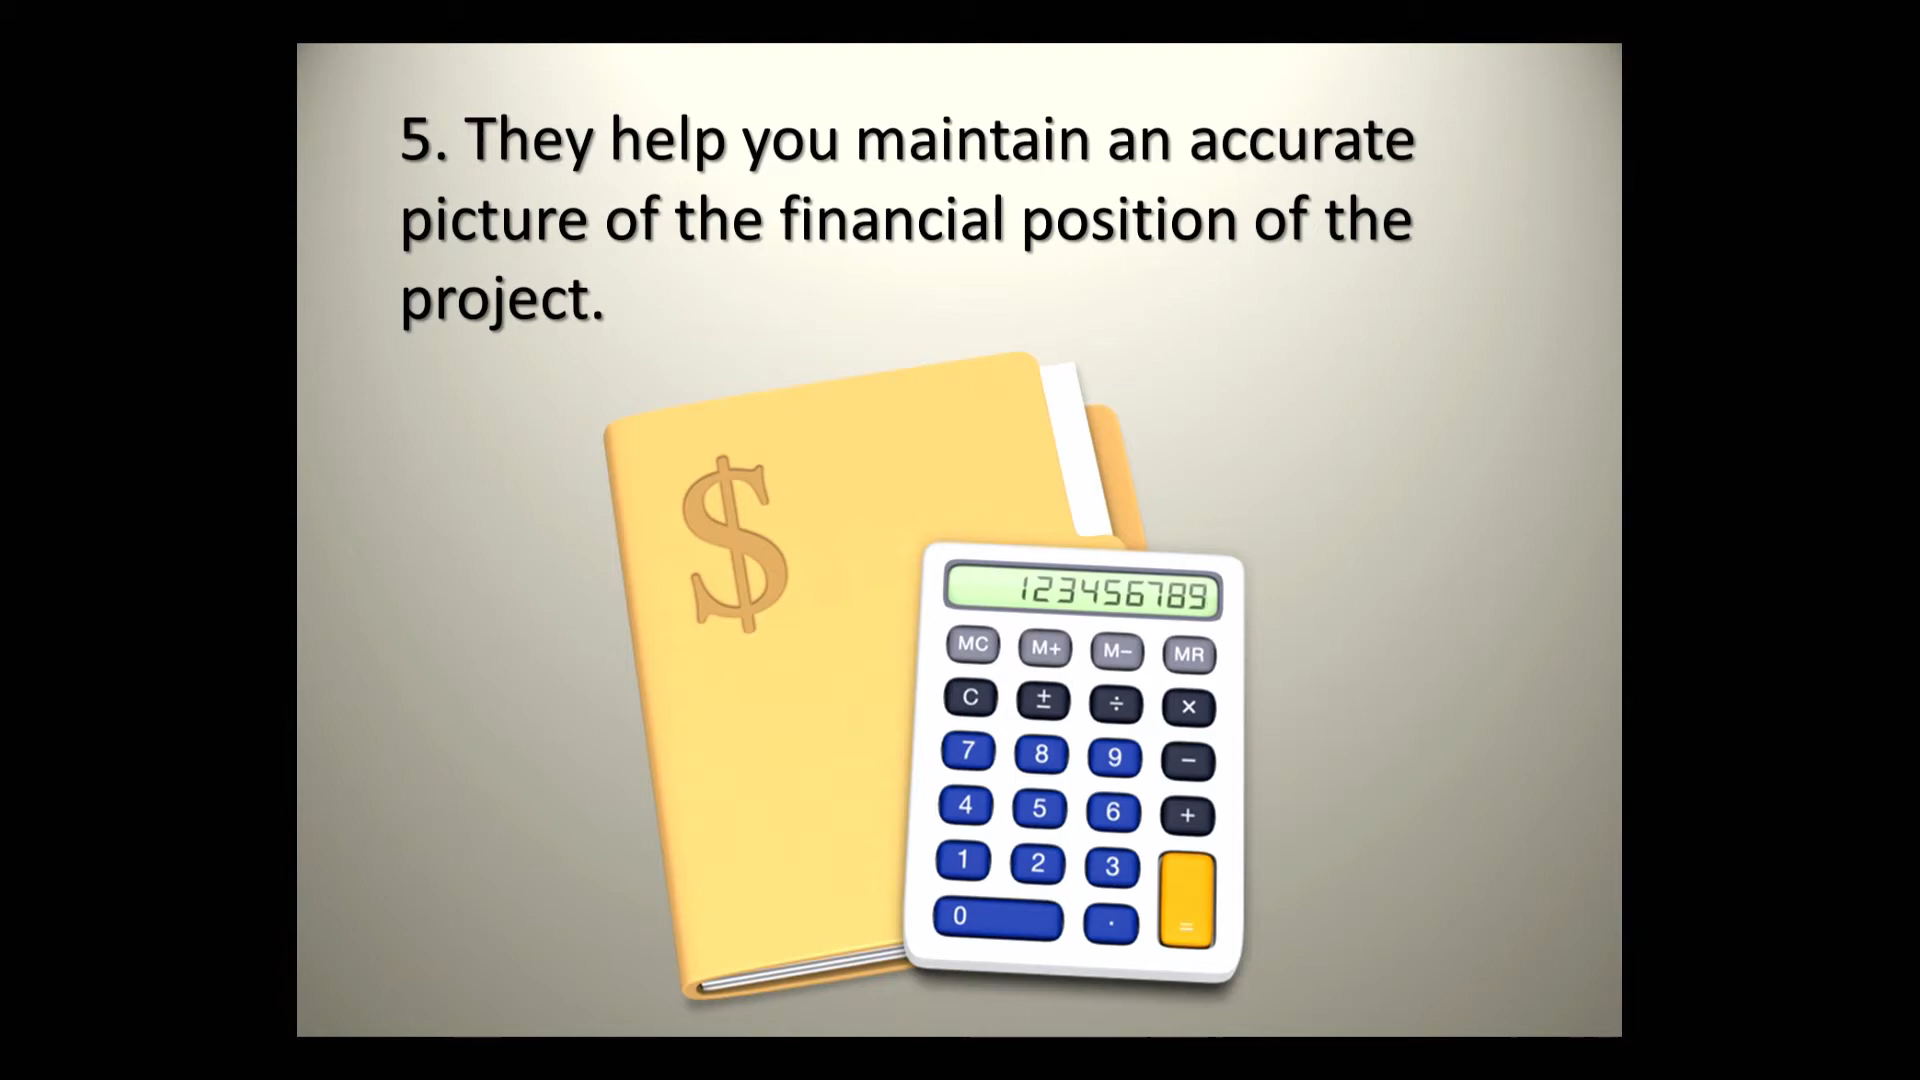 5. They help you maintain an accurate
picture of the financial position of the
project.
$
123456789
MC M+ M− MR
C ± ÷ ×
7 8 9 −
4 5 6 +
1 2 3
0 . =